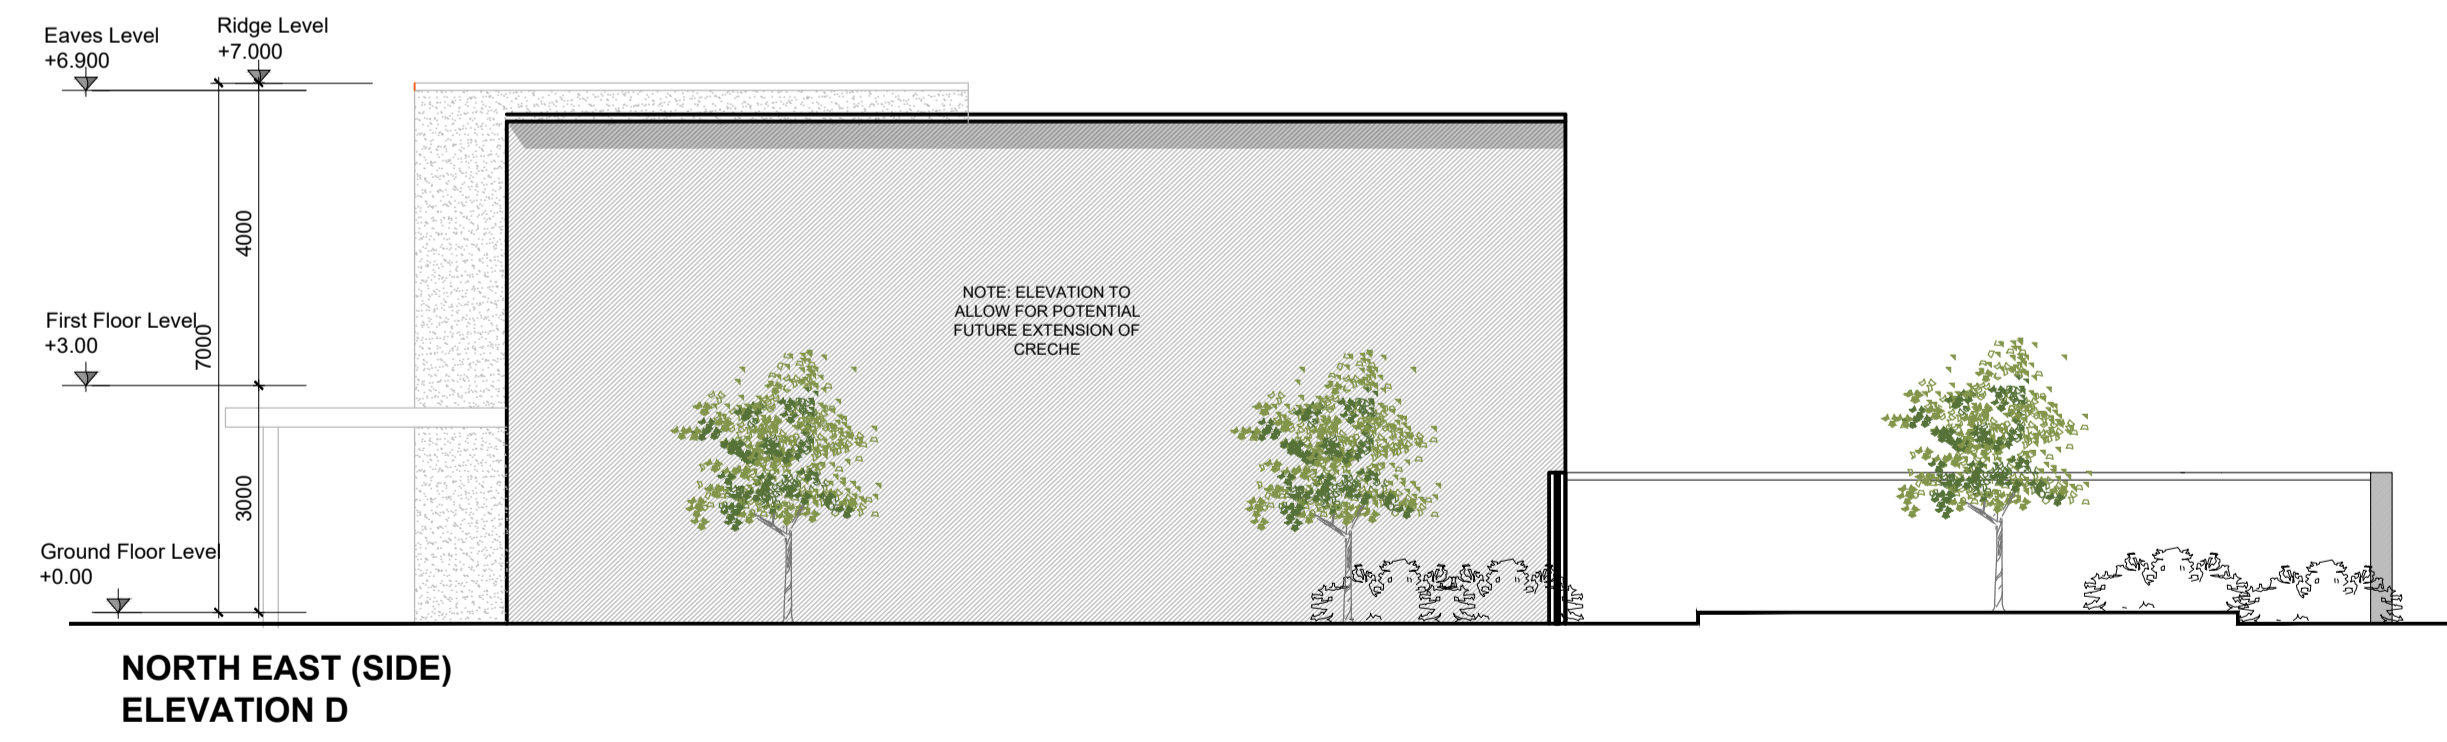 Eaves Level
+6.900
Ridge Level
+7.000
4000
First Floor Level
+3.00
7000
3000
Ground Floor Level
+0.00
NOTE: ELEVATION TO
ALLOW FOR POTENTIAL
FUTURE EXTENSION OF
CRECHE
NORTH EAST (SIDE)
ELEVATION D